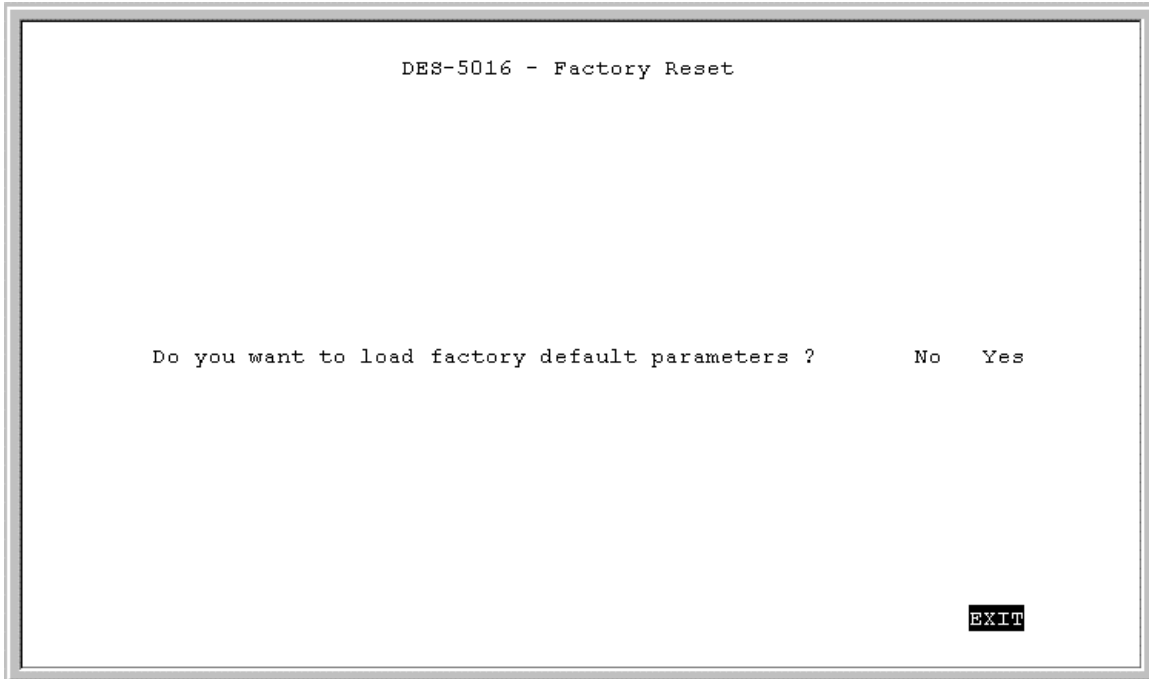 DES-5016 - Factory Reset
Do you want to load factory default parameters ? No Yes
EXIT